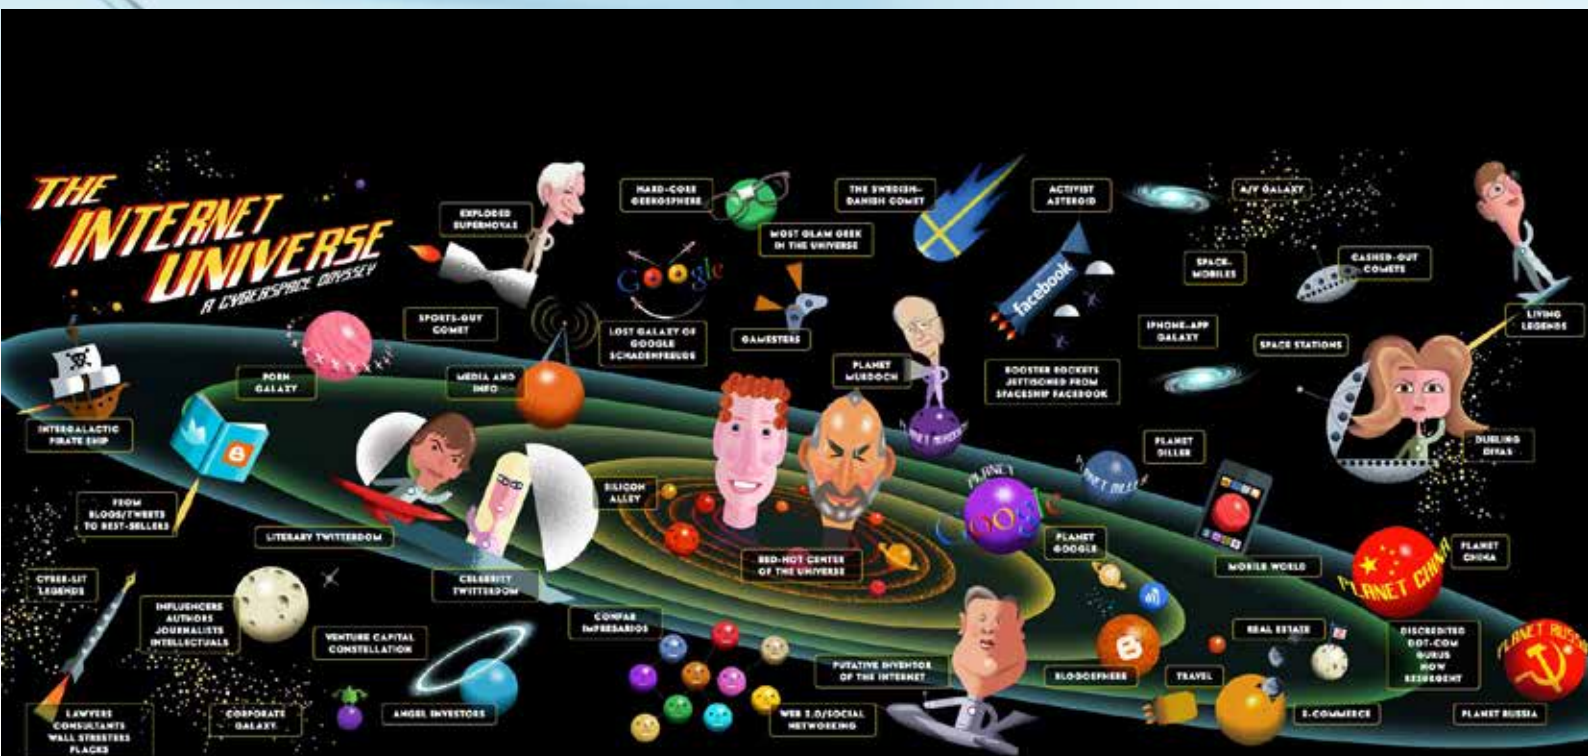 THE
INTERNET
UNIVERSE
A CYBERSPACE ODYSSEY
EXPLODED
SUPERNOVAS
HARD-CORE
GEEKOSPHERE
THE SWEDISH-
DANISH COMET
ACTIVIST
ASTEROID
A/V GALAXY
MOST GLAM GEEK
IN THE UNIVERSE
SPACE-
MOBILES
CASHED-OUT
COMETS
Google
facebook
SPORTS-GUY
COMET
LOST GALAXY OF
GOOGLE
SCHADENFREUDE
GAMESTERS
IPHONE-APP
GALAXY
SPACE STATIONS
LIVING
LEGENDS
PORN
GALAXY
MEDIA AND
INFO
PLANET
MURDOCH
BOOSTER ROCKETS
JETTISONED FROM
SPACESHIP FACEBOOK
INTERGALACTIC
PIRATE SHIP
PLANET MURDOCH
PLANET
DILLER
DUELING
DIVAS
SILICON
ALLEY
PLANET
Google
FROM
BLOGS/TWEETS
TO BEST-SELLERS
LITERARY TWITTERDOM
PLANET
GOOGLE
PLANET
CHINA
RED-HOT CENTER
OF THE UNIVERSE
MOBILE WORLD
PLANET CHINA
CYBER-LIT
LEGENDS
CELEBRITY
TWITTERDOM
INFLUENCERS
AUTHORS
JOURNALISTS
INTELLECTUALS
CONFAB
IMPRESARIOS
VENTURE CAPITAL
CONSTELLATION
REAL ESTATE
DISCREDITED
DOT-COM
GURUS
NOW
RESURGENT
PLANET RUSSIA
PUTATIVE INVENTOR
OF THE INTERNET
BLOGOSPHERE
TRAVEL
LAWYERS
CONSULTANTS
WALL STREETERS
FLACKS
CORPORATE
GALAXY
ANGEL INVESTORS
WEB 2.0/SOCIAL
NETWORKING
E-COMMERCE
PLANET RUSSIA